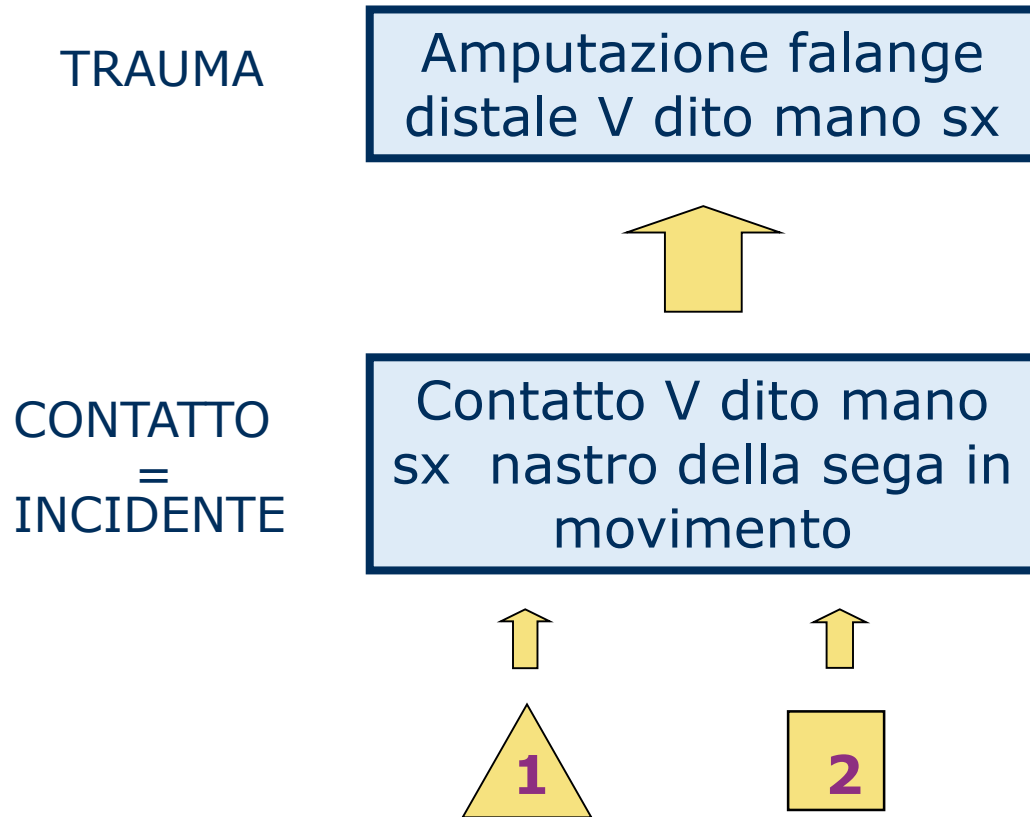 TRAUMA
Amputazione falange
distale V dito mano sx
CONTATTO
=
INCIDENTE
Contatto V dito mano
sx nastro della sega in
movimento
1
2